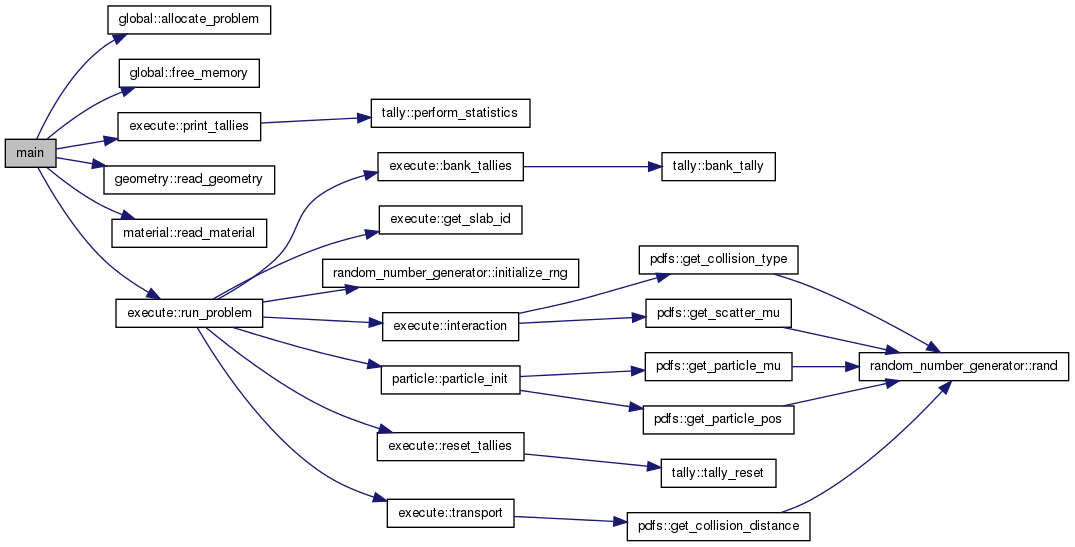 main
global::allocate_problem
global::free_memory
execute::print_tallies
geometry::read_geometry
material::read_material
execute::run_problem
tally::perform_statistics
execute::bank_tallies
execute::get_slab_id
random_number_generator::initialize_rng
execute::interaction
particle::particle_init
execute::reset_tallies
execute::transport
tally::bank_tally
pdfs::get_collision_type
pdfs::get_scatter_mu
pdfs::get_particle_mu
pdfs::get_particle_pos
tally::tally_reset
pdfs::get_collision_distance
random_number_generator::rand